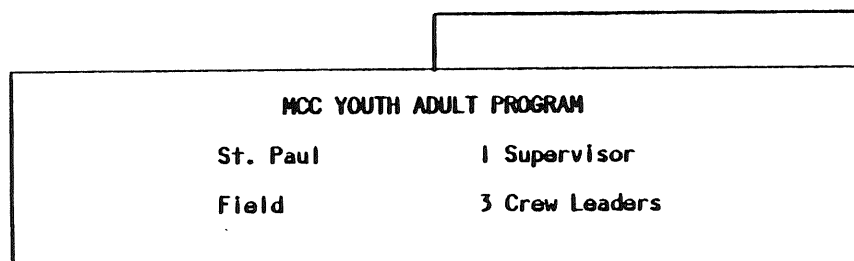 MCC YOUTH ADULT PROGRAM
St. Paul 1 Supervisor
Field 3 Crew Leaders